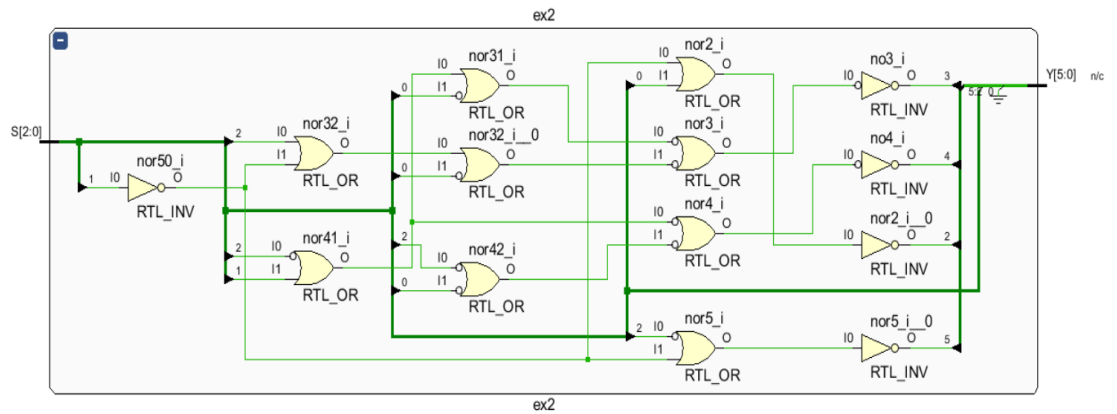 ex2
S[2:0]
1 I0 nor50_i O
RTL_INV
2 I0 nor32_i O
I1
RTL_OR
2 I0 nor41_i O
1 I1
RTL_OR
I0 nor31_i O
0 I1
RTL_OR
I0 nor32_i__0 O
0 I1
RTL_OR
2 I0 nor42_i O
0 I1
RTL_OR
I0 nor2_i O
0 I1
RTL_OR
I0 nor3_i O
I1
RTL_OR
I0 nor4_i O
I1
RTL_OR
2 I0 nor5_i O
I1
RTL_OR
I0 no3_i O 3
RTL_INV
I0 no4_i O 4
RTL_INV
I0 nor2_i__0 O 2
RTL_INV
I0 nor5_i__0 O 5
RTL_INV
5:2 0
Y[5:0] n/c
ex2